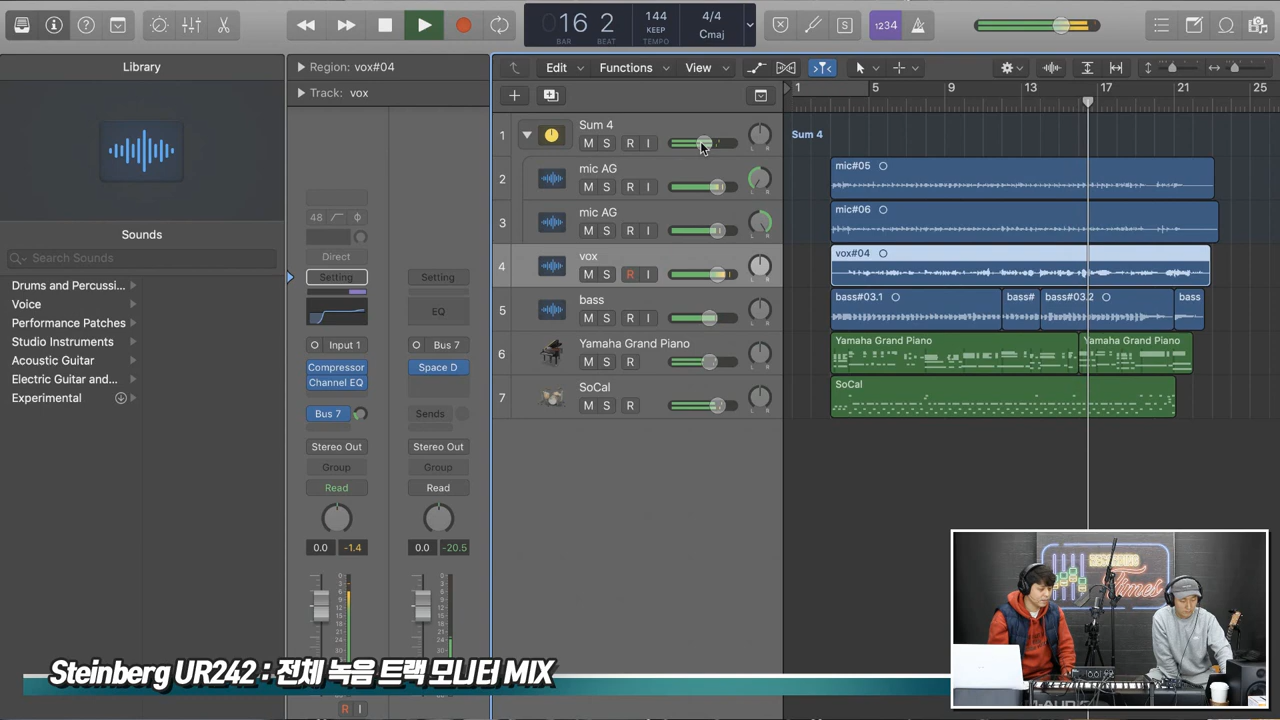 16 2
BAR BEAT
144
KEEP
TEMPO
4/4
Cmaj
1234
S
Library
Region: vox#04
Track: vox
Edit
Functions
View
1 5 9 13 17 21 25
Sounds
Search Sounds
Drums and Percussi...
Voice
Performance Patches
Studio Instruments
Acoustic Grating
Electric Guitar and...
Experimental
48
Direct
Setting
Input 1
Compressor
Channel EQ
Bus 7
Stereo Out
Group
Read
0.0 -1.4
Setting
EQ
Bus 7
Space D
Sends
Stereo Out
Group
Read
0.0 -20.5
R I
1 Sum 4
M S R I
2 mic AG
M S R I
3 mic AG
M S R I
4 vox
M S R I
5 bass
M S R I
6 Yamaha Grand Piano
M S R
7 SoCal
M S R
Sum 4
mic#05
mic#06
vox#04
bass#03.1 bass# bass#03.2 bass
Yamaha Grand Piano Yamaha Grand Piano
SoCal
Times
Steinberg UR242 : 전체 녹음 트랙 모니터 MIX